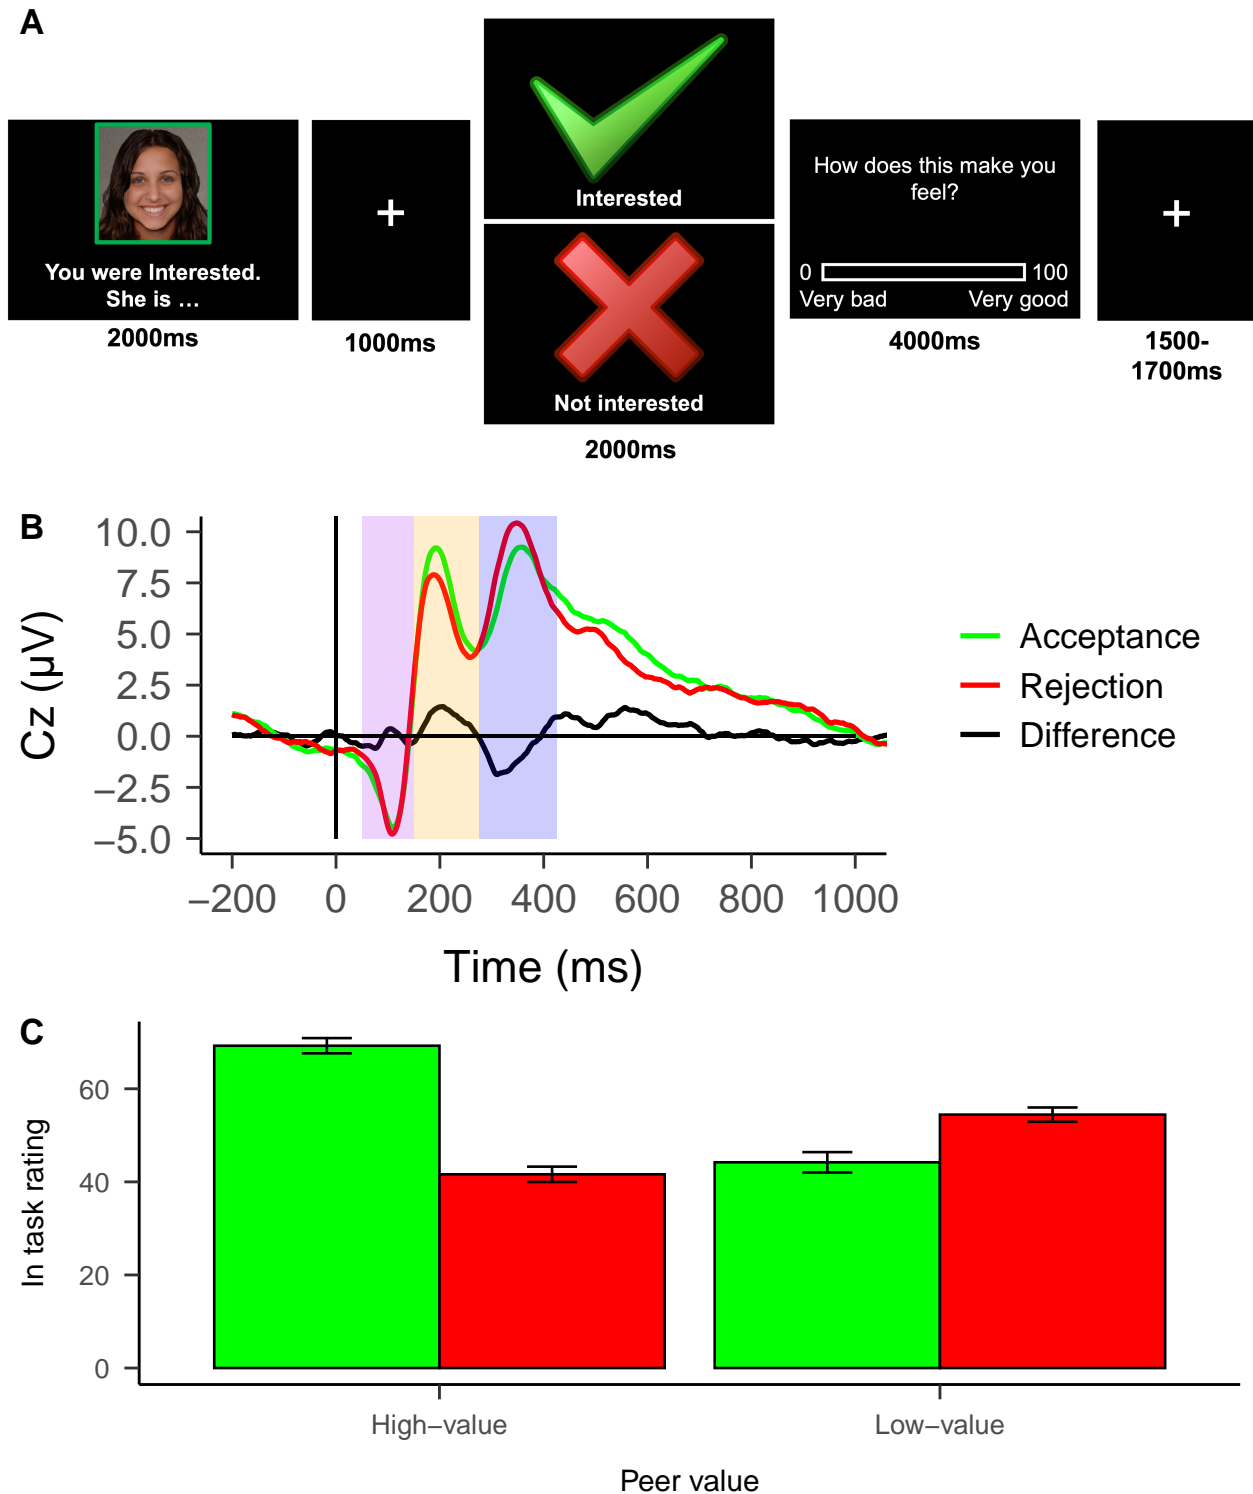 A
You were Interested.
She is ...
2000ms
+
1000ms
Interested
Not interested
2000ms
How does this make you
feel?
0 100
Very bad Very good
4000ms
+
1500-
1700ms
B
Cz (µV)
10.0
7.5
5.0
2.5
0.0
−2.5
−5.0
−200 0 200 400 600 800 1000
Time (ms)
Acceptance
Rejection
Difference
C
In task rating
60
40
20
0
High−value Low−value
Peer value